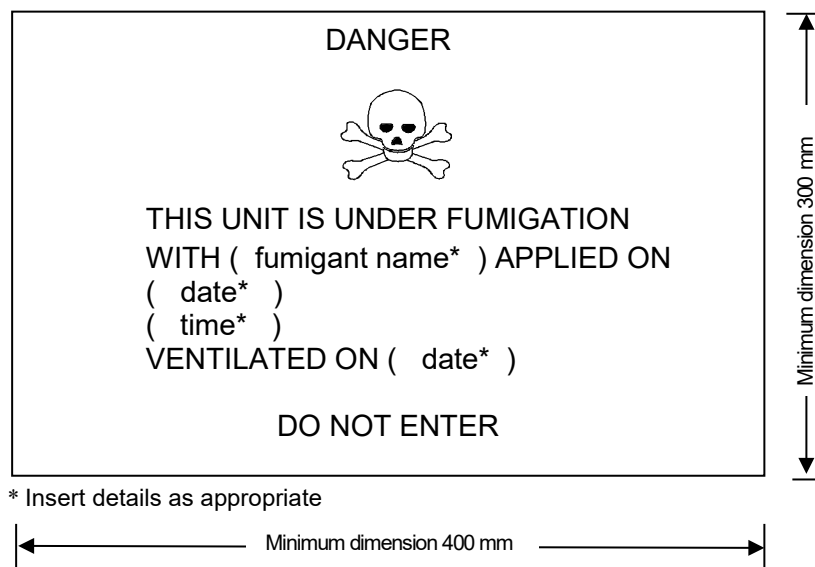 DANGER
THIS UNIT IS UNDER FUMIGATION
WITH ( fumigant name* ) APPLIED ON
( date* )
( time* )
VENTILATED ON ( date* )
DO NOT ENTER
* Insert details as appropriate
Minimum dimension 400 mm
Minimum dimension 300 mm